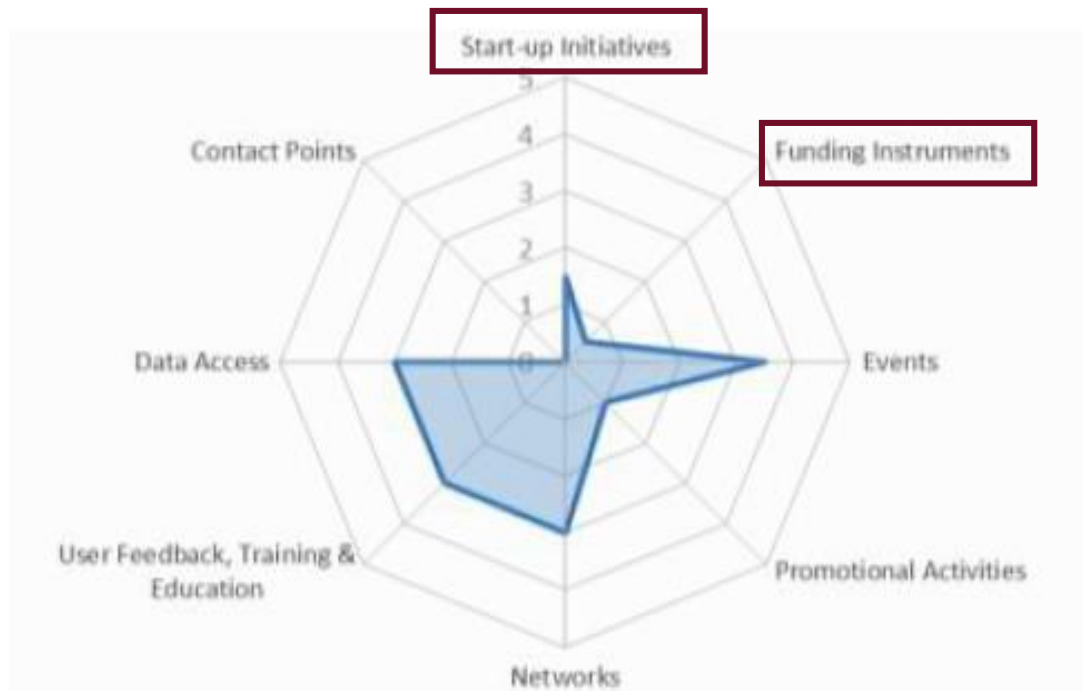 Start-up Initiatives
5
Contact Points
4
Funding Instruments
3
2
1
Data Access
0
Events
User Feedback, Training &
Education
Promotional Activities
Networks